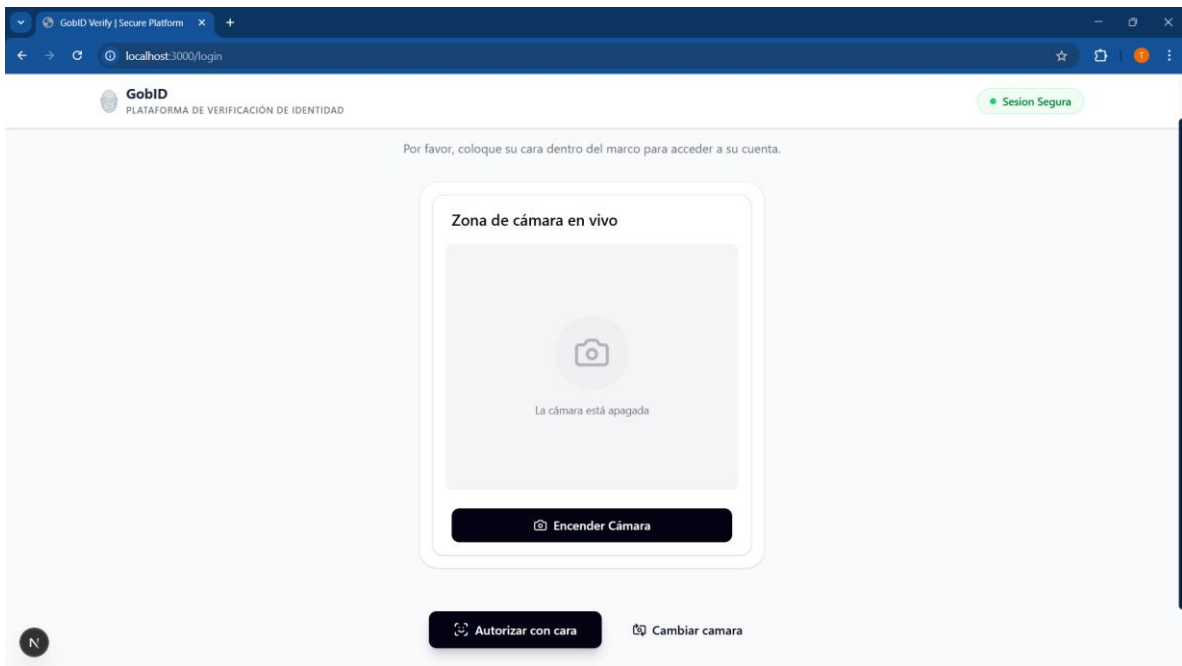 GobID Verify | Secure Platform
localhost:3000/login
T
GobID
PLATAFORMA DE VERIFICACIÓN DE IDENTIDAD
Sesion Segura
Por favor, coloque su cara dentro del marco para acceder a su cuenta.
Zona de cámara en vivo
La cámara está apagada
Encender Cámara
Autorizar con cara
Cambiar camara
N